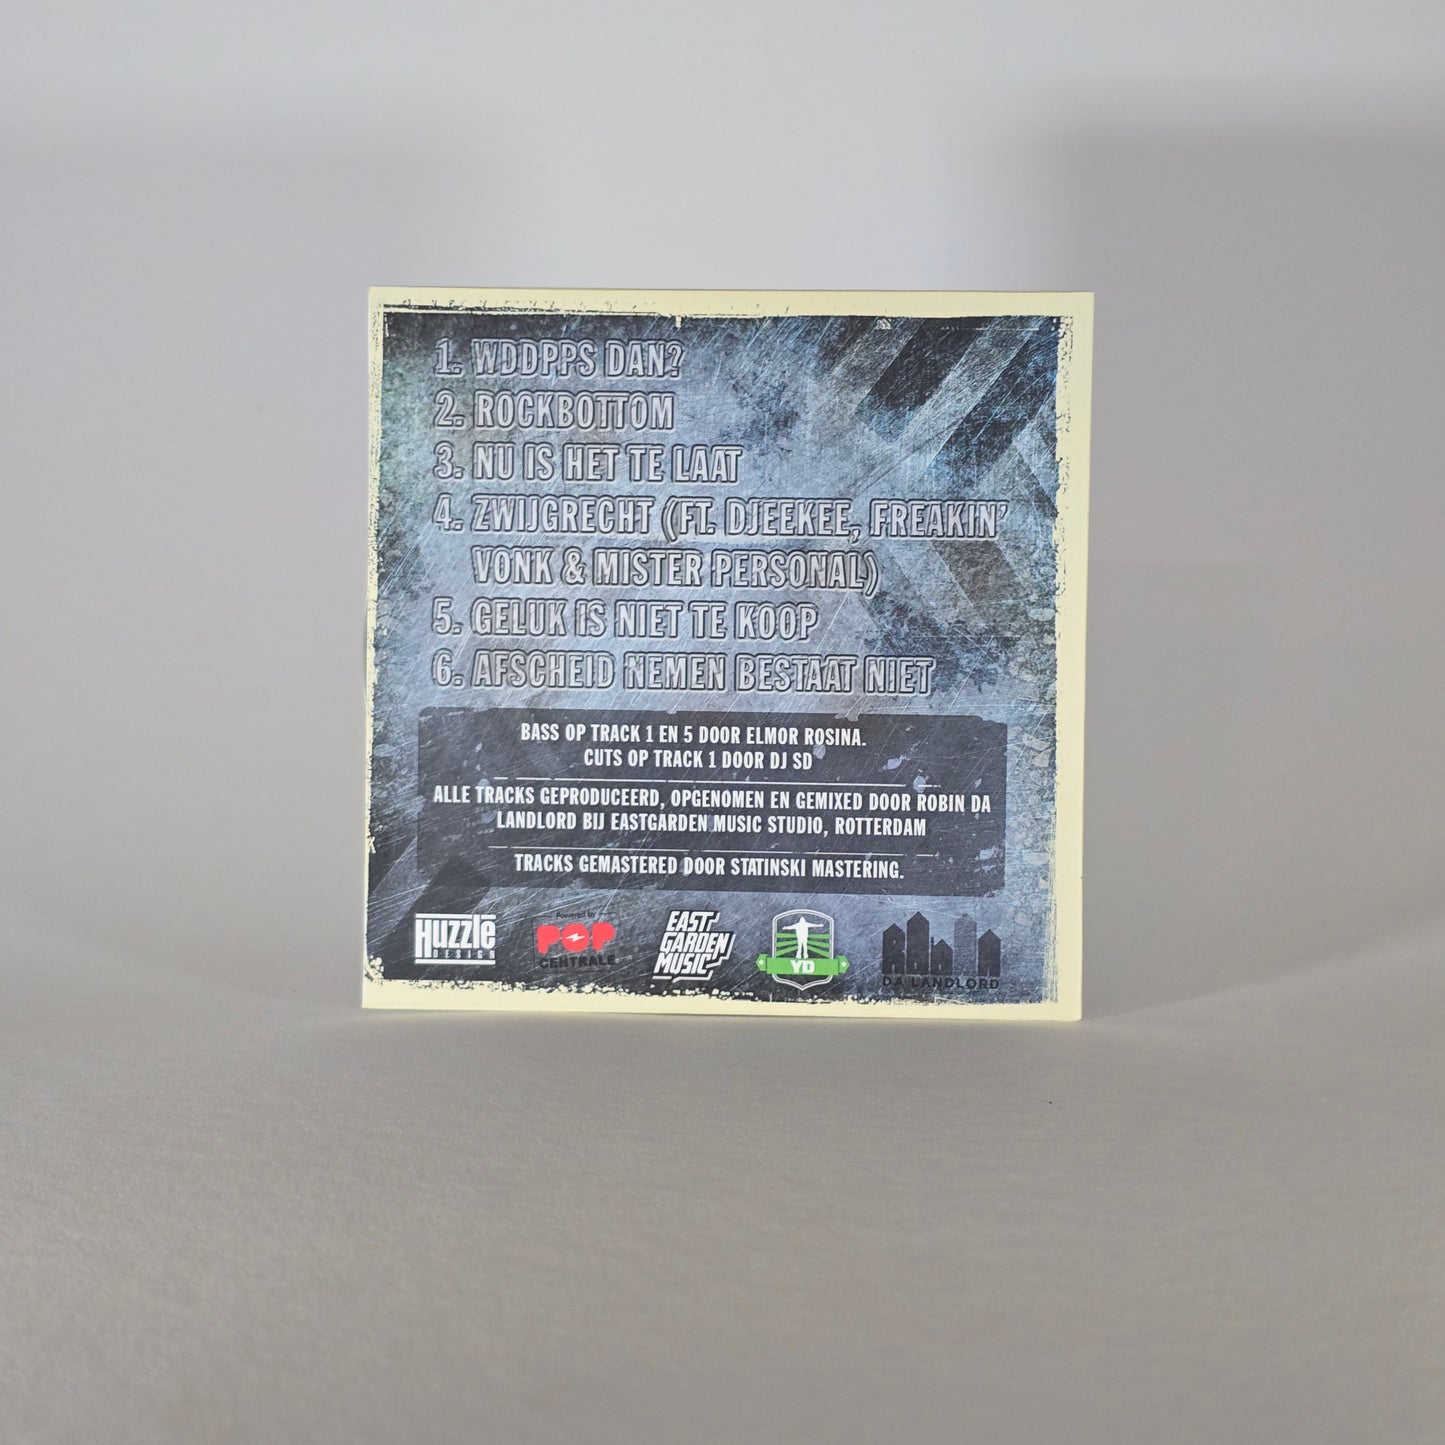 1. WDDPPS DAN?
2. ROCKBOTTOM
3. NU IS HET TE LAAT
4. ZWIJGRECHT (FT. DJEEKEE, FREAKIN'
VONK & MISTER PERSONAL)
5. GELUK IS NIET TE KOOP
6. AFSCHEID NEMEN BESTAAT NIET
BASS OP TRACK 1 EN 5 DOOR ELMOR ROSINA.
CUTS OP TRACK 1 DOOR DJ SD
ALLE TRACKS GEPRODUCEERD, OPGENOMEN EN GEMIXED DOOR ROBIN DA
LANDLORD BIJ EASTGARDEN MUSIC STUDIO, ROTTERDAM
TRACKS GEMASTERED DOOR STATINSKI MASTERING.
HUZZLE
DESIGN
Powered by
POP
CENTRALE
EAST
GARDEN
MUSIC
YD
ROBIN
DA LANDLORD